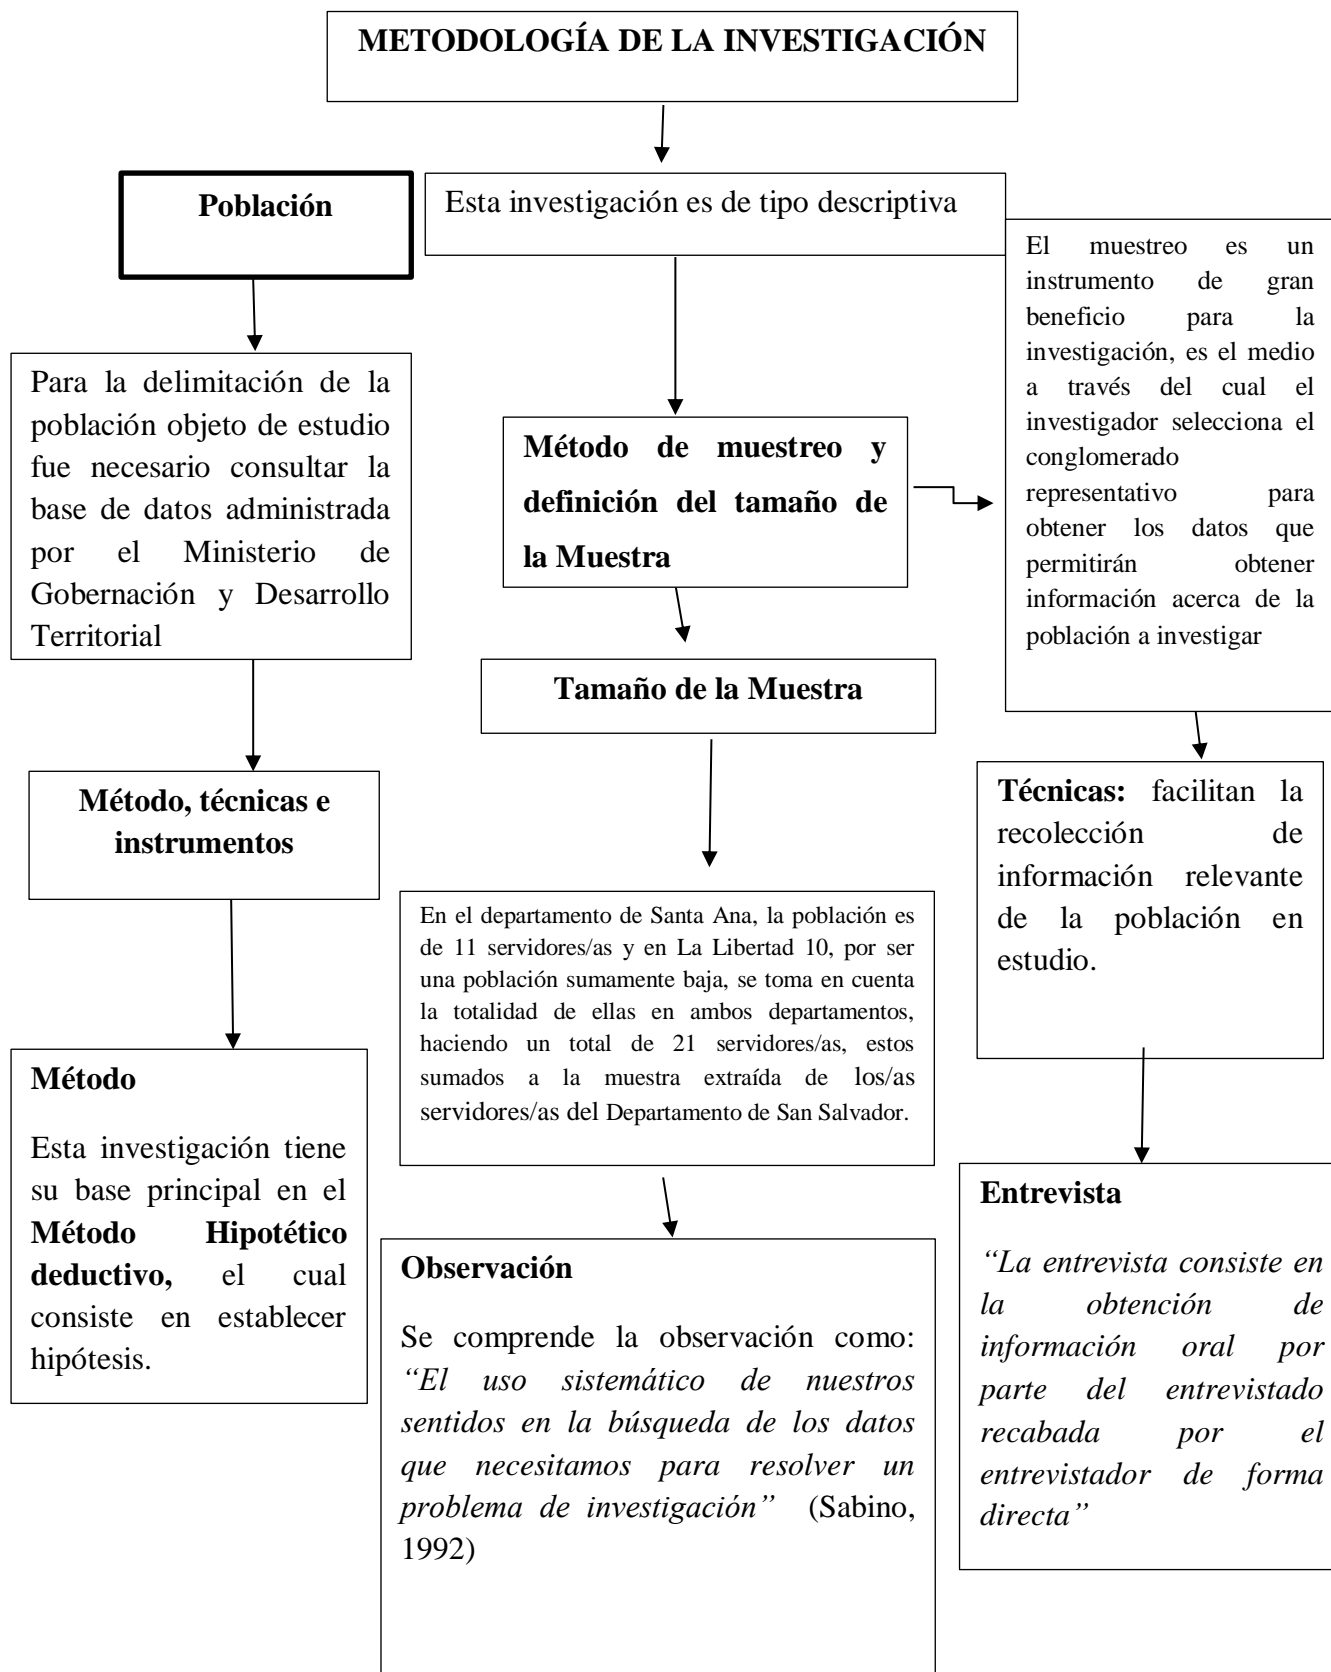 METODOLOGÍA DE LA INVESTIGACIÓN
Población
Esta investigación es de tipo descriptiva
El muestreo es un
instrumento de gran
beneficio para la
investigación, es el medio
a través del cual el
investigador selecciona el
conglomerado
representativo para
obtener los datos que
permitirán obtener
información acerca de la
población a investigar
Para la delimitación de la
población objeto de estudio
fue necesario consultar la
base de datos administrada
por el Ministerio de
Gobernación y Desarrollo
Territorial
Método de muestreo y
definición del tamaño de
la Muestra
Tamaño de la Muestra
Método, técnicas e
instrumentos
Técnicas: facilitan la
recolección de
información relevante
de la población en
estudio.
En el departamento de Santa Ana, la población es
de 11 servidores/as y en La Libertad 10, por ser
una población sumamente baja, se toma en cuenta
la totalidad de ellas en ambos departamentos,
haciendo un total de 21 servidores/as, estos
sumados a la muestra extraída de los/as
servidores/as del Departamento de San Salvador.
Método
Esta investigación tiene
su base principal en el
Método Hipotético
deductivo, el cual
consiste en establecer
hipótesis.
Observación
Se comprende la observación como:
“El uso sistemático de nuestros
sentidos en la búsqueda de los datos
que necesitamos para resolver un
problema de investigación” (Sabino,
1992)
Entrevista
“La entrevista consiste en
la obtención de
información oral por
parte del entrevistado
recabada por el
entrevistador de forma
directa”